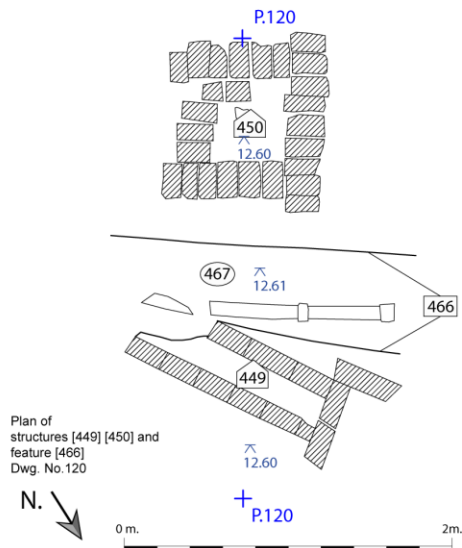 P.120
450
12.60
467
12.61
466
449
Plan of
structures [449] [450] and
feature [466]
Dwg. No.120
12.60
N.
P.120
0 m.
2m.